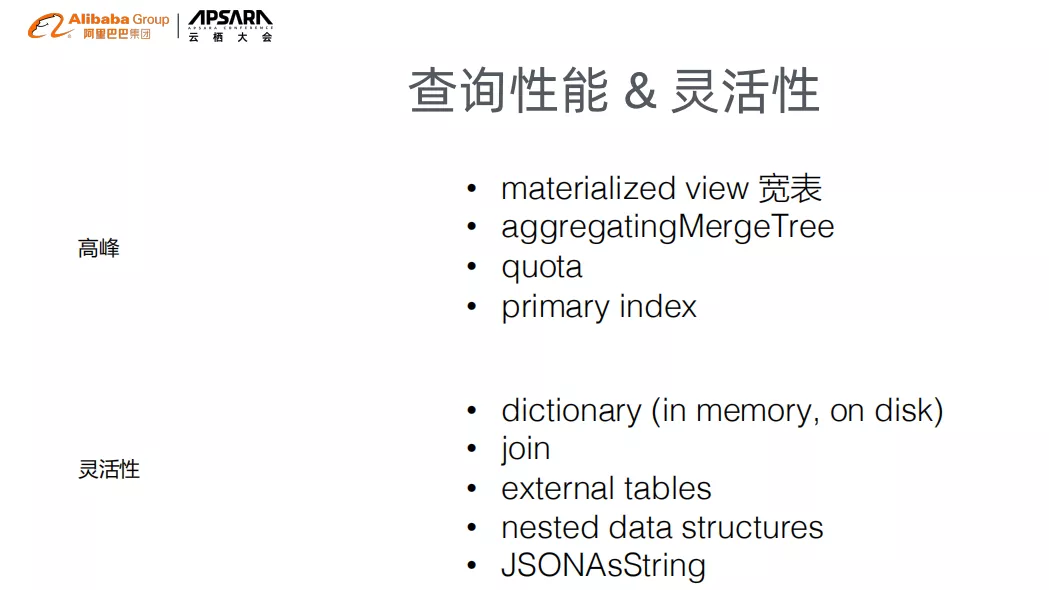 Alibaba Group
阿里巴巴集团
APSARA
APSARA CONFERENCE
云栖大会
查询性能 & 灵活性
高峰
• materialized view 宽表
• aggregatingMergeTree
• quota
• primary index
灵活性
• dictionary (in memory, on disk)
• join
• external tables
• nested data structures
• JSONAsString